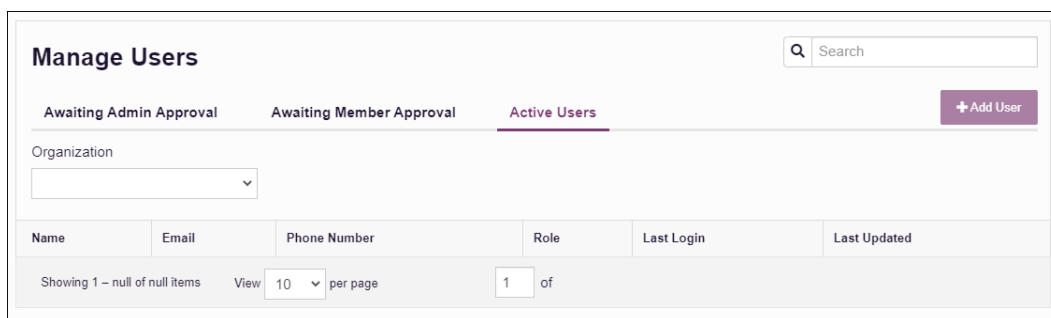 Manage Users
Search
Awaiting Admin Approval Awaiting Member Approval Active Users
Add User
Organization
Name Email Phone Number Role Last Login Last Updated
Showing 1 – null of null items View 10 per page 1 of